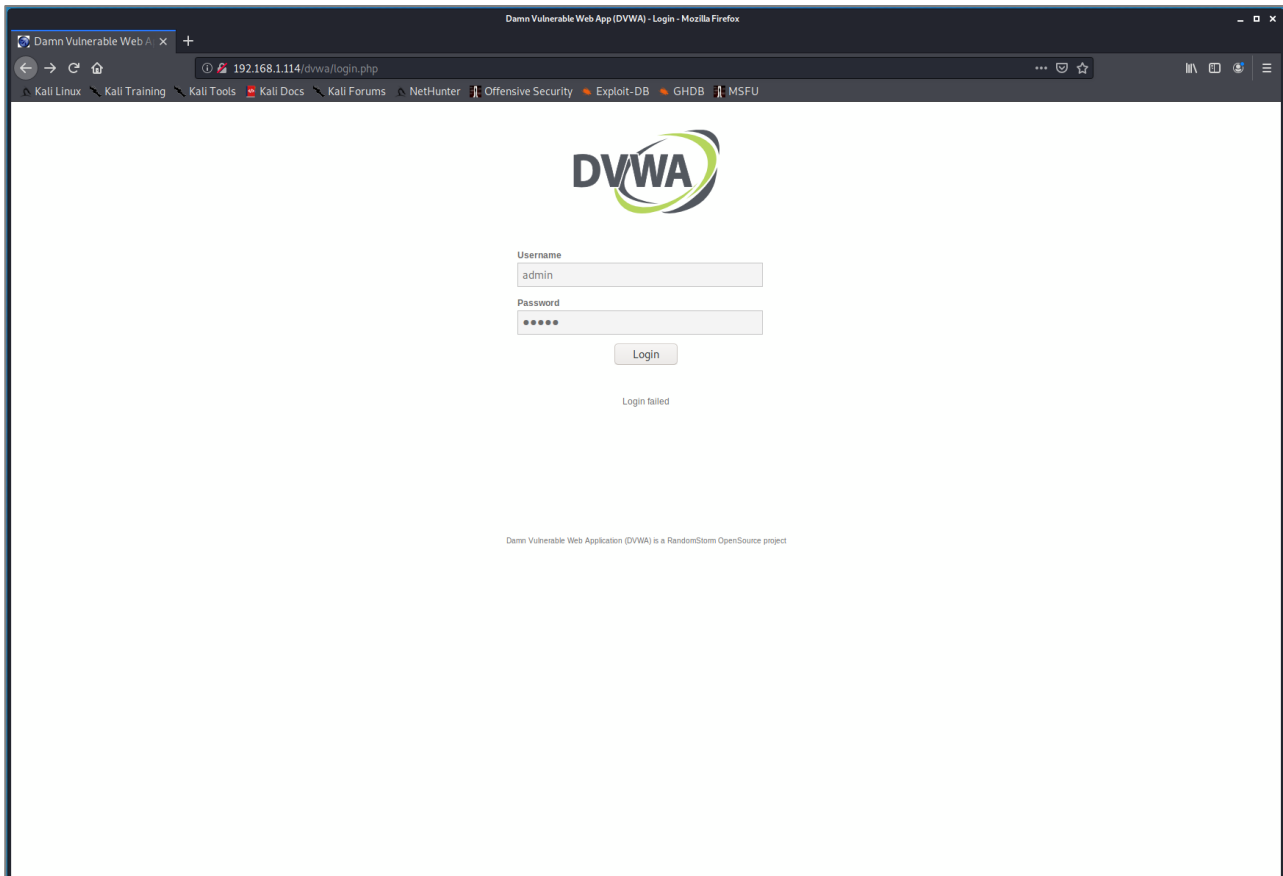 Damn Vulnerable Web App (DVWA) - Login - Mozilla Firefox
Damn Vulnerable Web A
192.168.1.114/dvwa/login.php
Kali Linux Kali Training Kali Tools Kali Docs Kali Forums NetHunter Offensive Security Exploit-DB GHDB MSFU
DVWA
Username
admin
Password
Login
Login failed
Damn Vulnerable Web Application (DVWA) is a RandomStorm OpenSource project